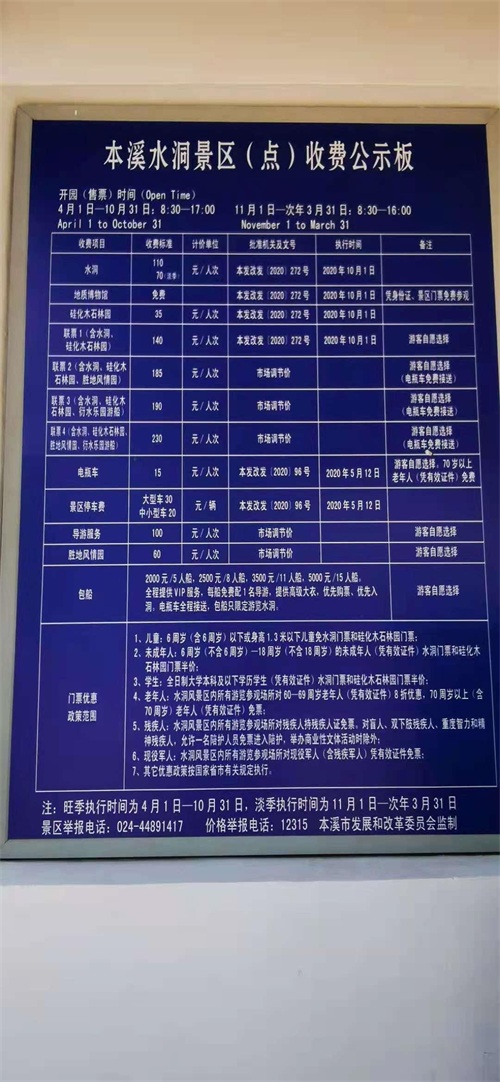 本溪水洞景区（点）收费公示板
开园（售票）时间（Open Time）
4月1日—10月31日：8:30-17:00 11月1日—次年3月31日：8:30-16:00
April 1 to October 31 November 1 to March 31
收费项目 收费标准 计价单位 批准机关及文号 执行时间 备注
水洞 110 70（淡季） 元/人次 本发改发〔2020〕272号 2020年10月1日
地质博物馆 免费 本发改发〔2020〕272号 2020年10月1日 凭身份证、景区门票免费参观
硅化木石林园 35 元/人次 本发改发〔2020〕272号 2020年10月1日
联票1（含水洞、
硅化木石林园） 140 元/人次 本发改发〔2020〕272号 2020年10月1日 游客自愿选择
联票2（含水洞、硅化木
石林园、胜地风情园） 185 元/人次 市场调节价 游客自愿选择
（电瓶车免费接送）
联票3（含水洞、硅化木
石林园、衍水乐园游船） 190 元/人次 市场调节价 游客自愿选择
（电瓶车免费接送）
联票4（含水洞、硅化木石林园、
胜地风情园、衍水乐园游船） 230 元/人次 市场调节价 游客自愿选择
（电瓶车免费接送）
电瓶车 15 元/人次 本发改发〔2020〕96号 2020年5月12日 游客自愿选择，70岁以上
老年人（凭有效证件）免费
景区停车费 大型车30
中小型车20 元/辆 本发改发〔2020〕96号 2020年5月12日
导游服务 100 元/人次 市场调节价 游客自愿选择
胜地风情园 60 元/人次 市场调节价 游客自愿选择
包船 2000元/5人船，2500元/8人船，3500元/11人船，5000元/15人船，
全程提供VIP服务，每船免费配1名导游，提供高级大衣，优先购票、优先入
洞，电瓶车全程接送，包船只限定游览水洞。 游客自愿选择
门票优惠
政策范围
1、儿童：6周岁（含6周岁）以下或身高1.3米以下儿童免水洞门票和硅化木石林园门票；
2、未成年人：6周岁（不含6周岁）—18周岁（不含18周岁）的未成年人（凭有效证件）水洞门票和硅化木
石林园门票半价；
3、学生：全日制大学本科及以下学历学生（凭有效证件）水洞门票和硅化木石林园门票半价；
4、老年人：水洞风景区内所有游览参观场所对60—69周岁老年人（凭有效证件）8折优惠，70周岁以上（含
70周岁）老年人（凭有效证件）免票；
5、残疾人：水洞风景区内所有游览参观场所对残疾人持残疾人证免票，对盲人、双下肢残疾人、重度智力和精
神残疾人，允许一名陪护人员免票进入陪护，举办商业性文体活动时除外；
6、现役军人：水洞风景区内所有游览参观场所对现役军人（含残疾军人）凭有效证件免票；
7、其它优惠政策按国家省市有关规定执行。
注：旺季执行时间为4月1日—10月31日，淡季执行时间为11月1日—次年3月31日
景区举报电话：024-44891417 价格举报电话：12315 本溪市发展和改革委员会监制